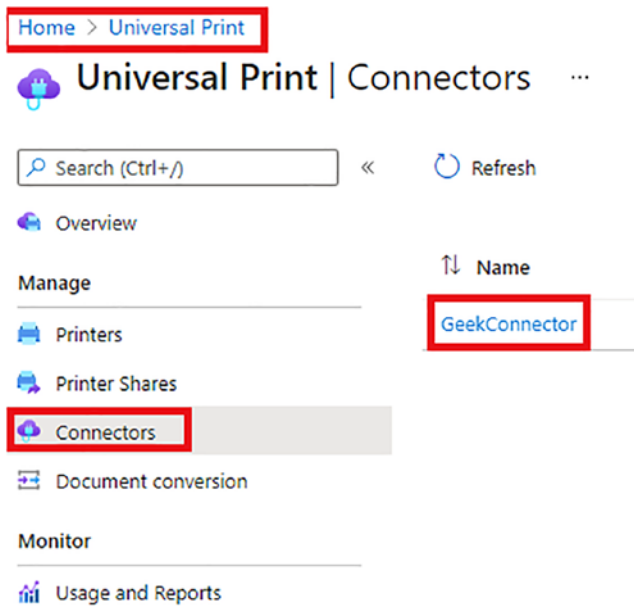 Home > Universal Print
Universal Print | Connectors ...
Search (Ctrl+/)
«
Refresh
Overview
Name
Manage
GeekConnector
Printers
Printer Shares
Connectors
Document conversion
Monitor
Usage and Reports